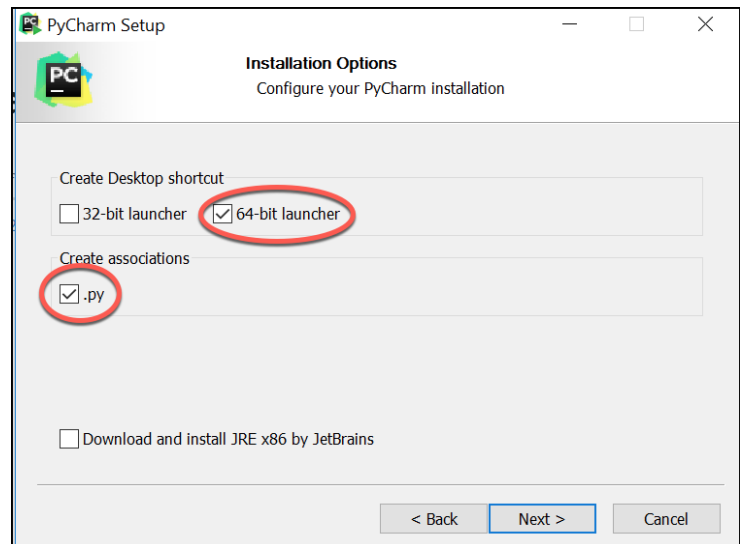 PC PyCharm Setup
PC
Installation Options
Configure your PyCharm installation
Create Desktop shortcut
32-bit launcher 64-bit launcher
Create associations
.py
Download and install JRE x86 by JetBrains
< Back Next > Cancel